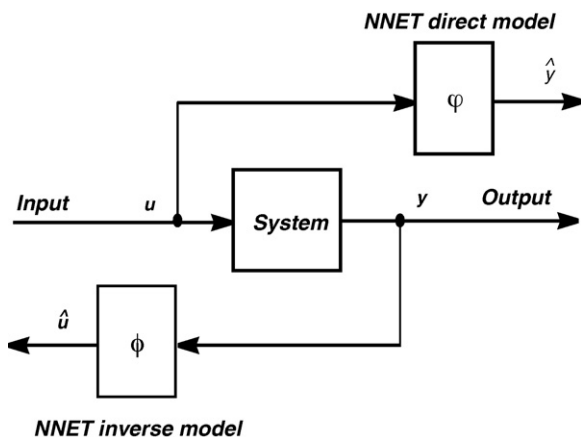 NNET direct model
ŷ
φ
Input u y Output
System
û
ϕ
NNET inverse model